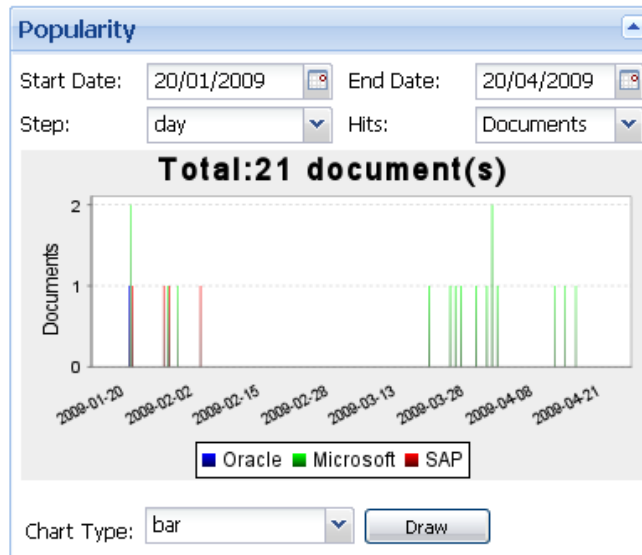 Popularity
Start Date: 20/01/2009 End Date: 20/04/2009
Step: day Hits: Documents
Total:21 document(s)
2
1
0
Documents
2009-01-20 2009-02-02 2009-02-15 2009-02-28 2009-03-13 2009-03-26 2009-04-08 2009-04-21
Oracle Microsoft SAP
Chart Type: bar Draw